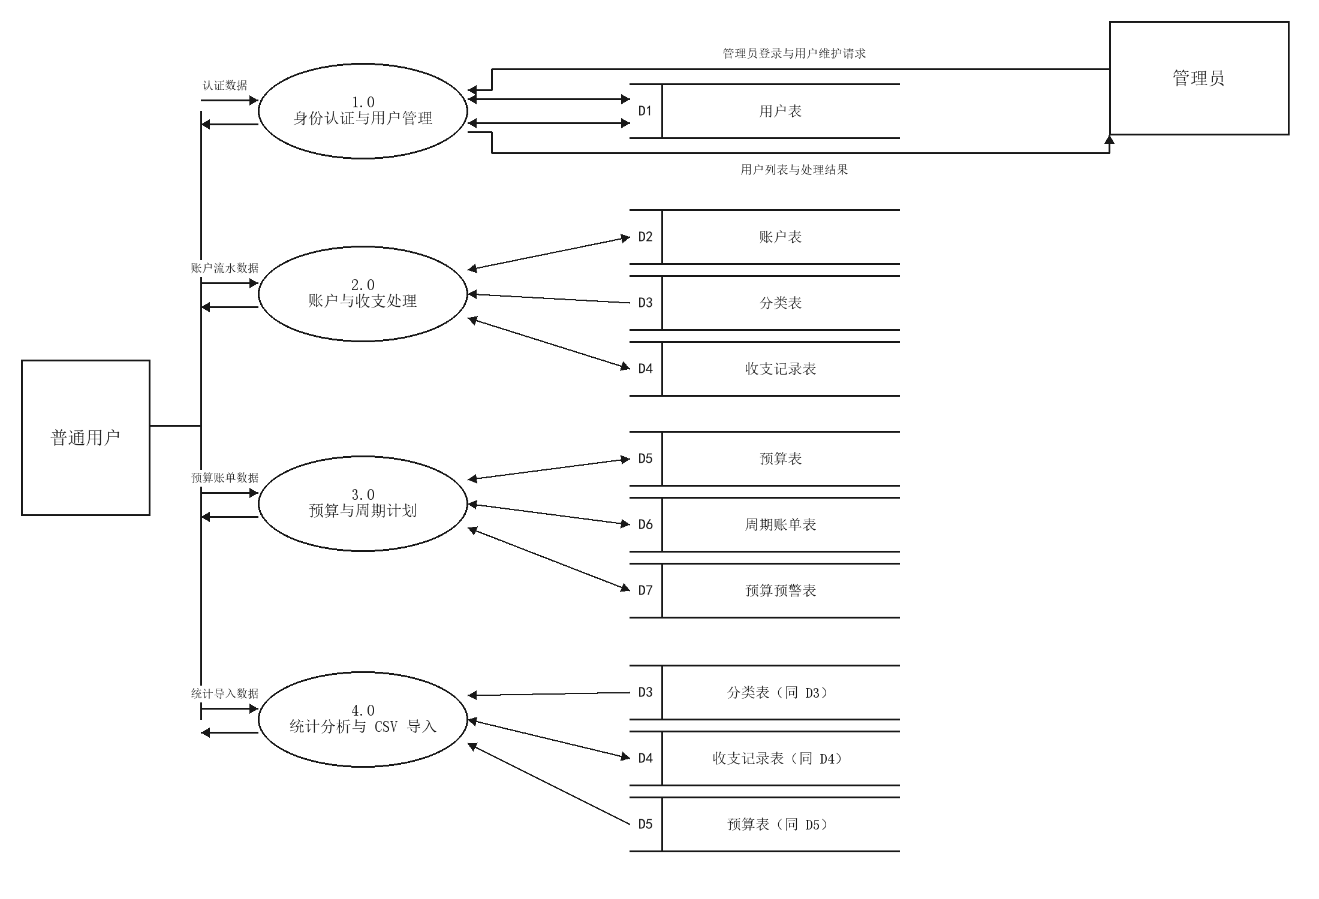 管理员登录与用户维护请求
管理员
认证数据
1.0
身份认证与用户管理
D1
用户表
用户列表与处理结果
D2
账户表
账户流水数据
2.0
账户与收支处理
D3
分类表
D4
收支记录表
普通用户
D5
预算表
预算账单数据
3.0
预算与周期计划
D6
周期账单表
D7
预算预警表
统计导入数据
4.0
统计分析与 CSV 导入
D3
分类表（同 D3）
D4
收支记录表（同 D4）
D5
预算表（同 D5）